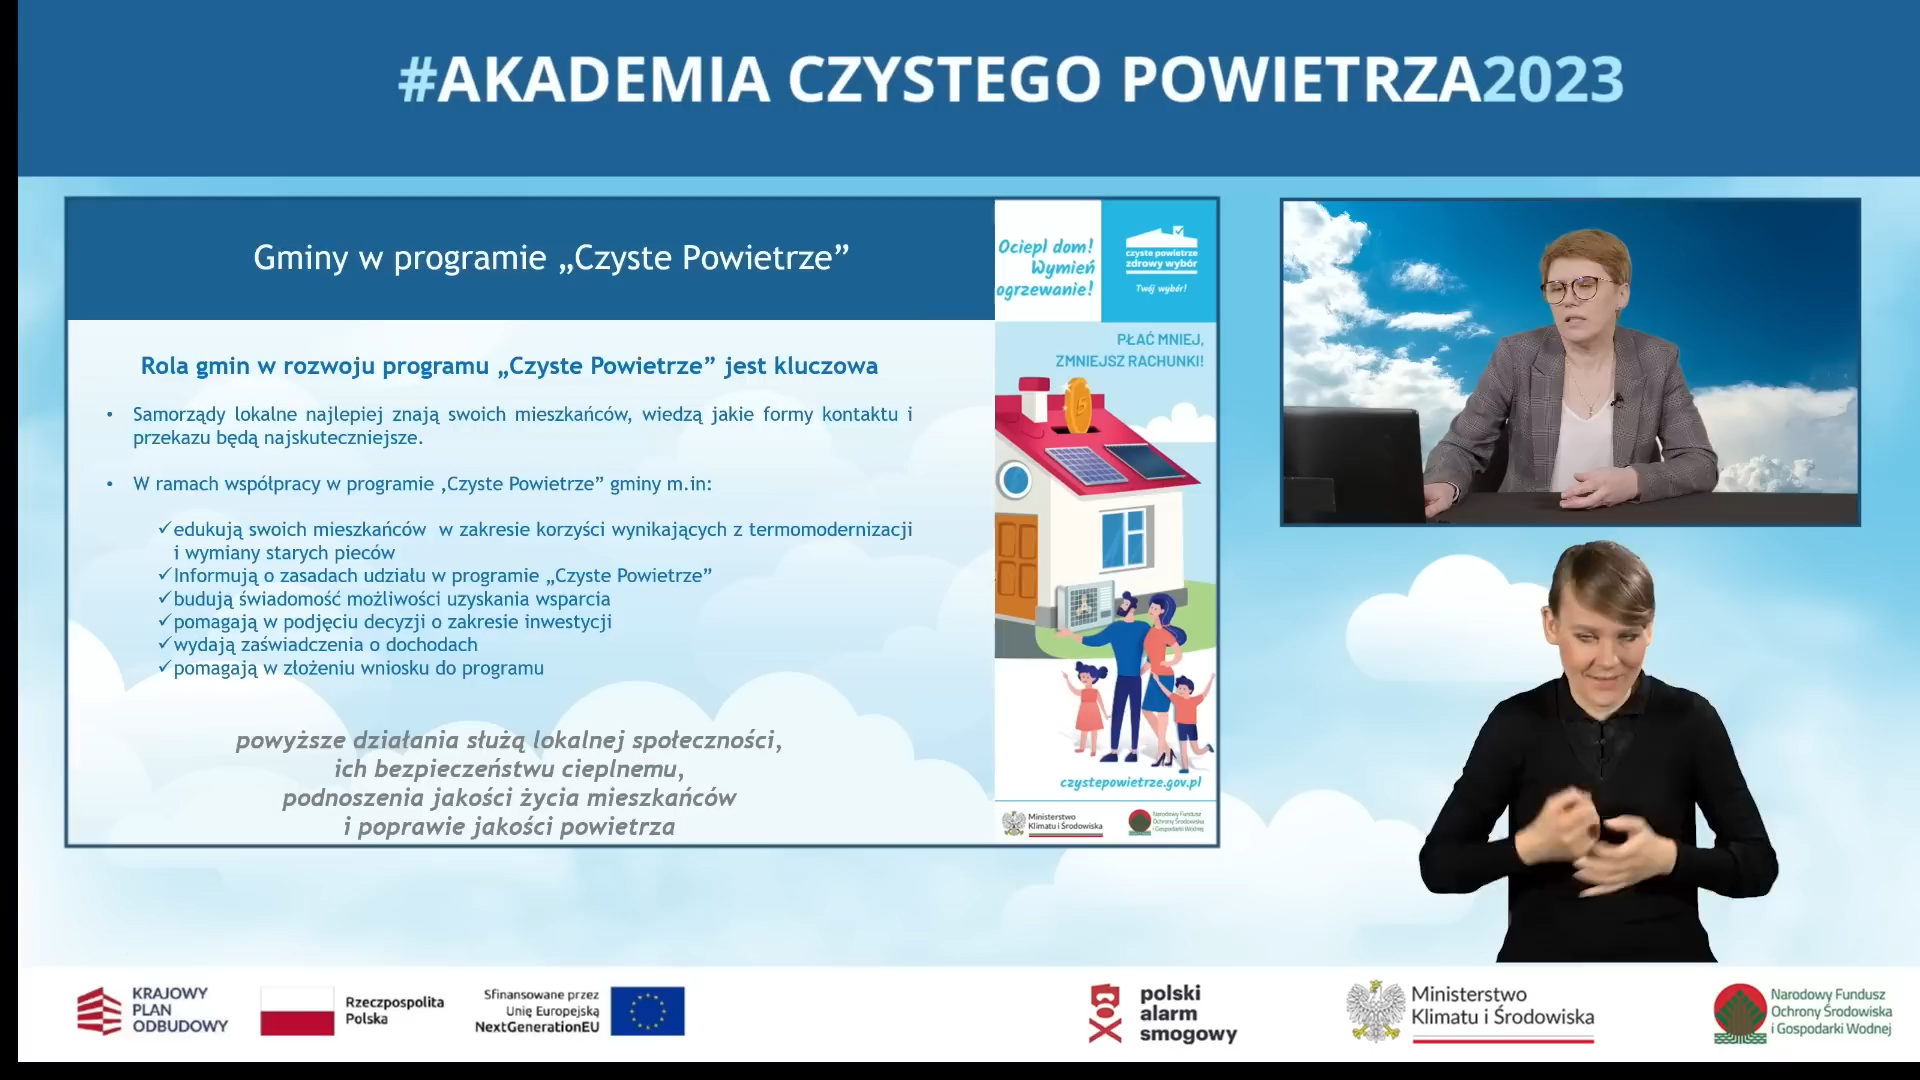 #AKADEMIA CZYSTEGO POWIETRZA2023
Gminy w programie „Czyste Powietrze”
Rola gmin w rozwoju programu „Czyste Powietrze” jest kluczowa
• Samorządy lokalne najlepiej znają swoich mieszkańców, wiedzą jakie formy kontaktu i
przekazu będą najskuteczniejsze.
• W ramach współpracy w programie ‚Czyste Powietrze” gminy m.in:
✓edukują swoich mieszkańców w zakresie korzyści wynikających z termomodernizacji
i wymiany starych pieców
✓Informują o zasadach udziału w programie „Czyste Powietrze”
✓budują świadomość możliwości uzyskania wsparcia
✓pomagają w podjęciu decyzji o zakresie inwestycji
✓wydają zaświadczenia o dochodach
✓pomagają w złożeniu wniosku do programu
powyższe działania służą lokalnej społeczności,
ich bezpieczeństwu cieplnemu,
podnoszenia jakości życia mieszkańców
i poprawie jakości powietrza
Ociepl dom!
Wymień
ogrzewanie!
czyste powietrze
zdrowy wybór
Twój wybór!
PŁAĆ MNIEJ,
ZMNIEJSZ RACHUNKI!
czystepowietrze.gov.pl
Ministerstwo
Klimatu i Środowiska
Narodowy Fundusz
Ochrony Środowiska
i Gospodarki Wodnej
KRAJOWY
PLAN
ODBUDOWY
Rzeczpospolita
Polska
Sfinansowane przez
Unię Europejską
NextGenerationEU
polski
alarm
smogowy
Ministerstwo
Klimatu i Środowiska
Narodowy Fundusz
Ochrony Środowiska
i Gospodarki Wodnej